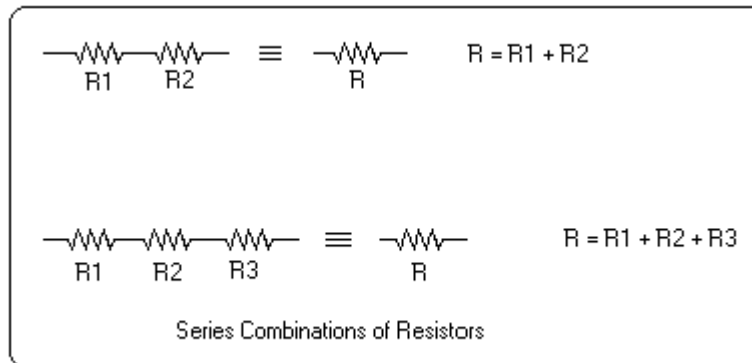 R1 R2 ≡ R R = R1 + R2
R1 R2 R3 ≡ R R = R1 + R2 + R3
Series Combinations of Resistors